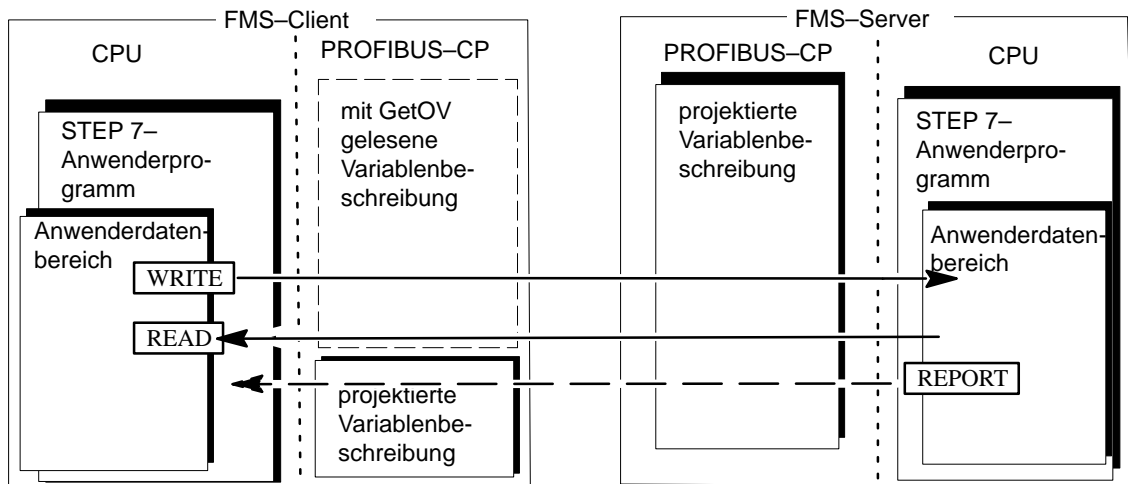 FMS–Client
CPU
PROFIBUS–CP
STEP 7–
Anwenderpro-
gramm
Anwenderdaten-
bereich
WRITE
READ
mit GetOV
gelesene
Variablenbe-
schreibung
projektierte
Variablenbe-
schreibung
FMS–Server
PROFIBUS–CP
CPU
projektierte
Variablenbe-
schreibung
STEP 7–
Anwenderpro-
gramm
Anwenderdaten-
bereich
REPORT